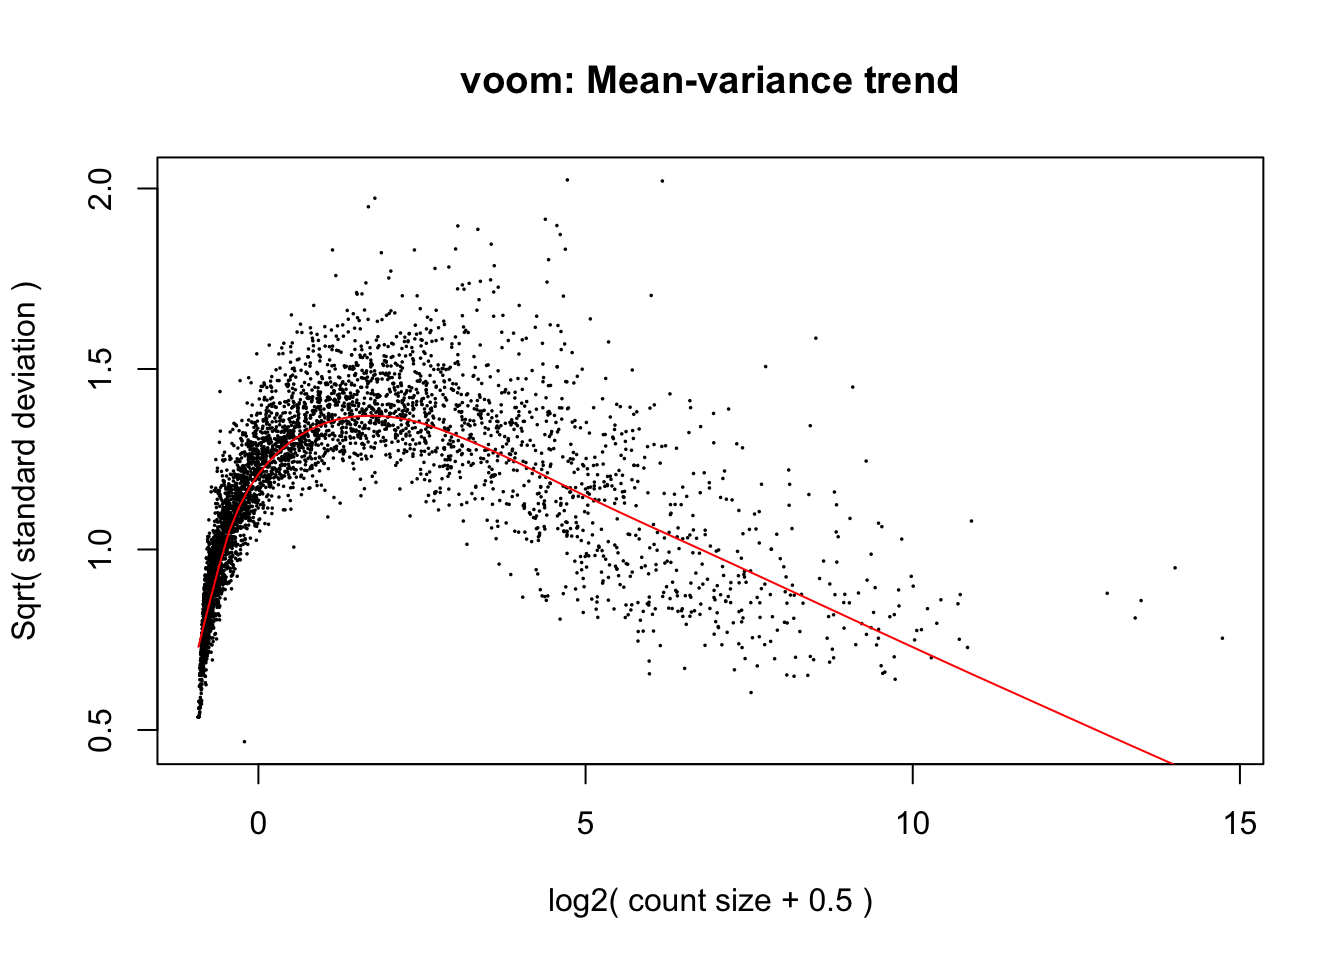 voom: Mean-variance trend
Sqrt( standard deviation )
2.0
1.5
1.0
0.5
0 5 10 15
log2( count size + 0.5 )